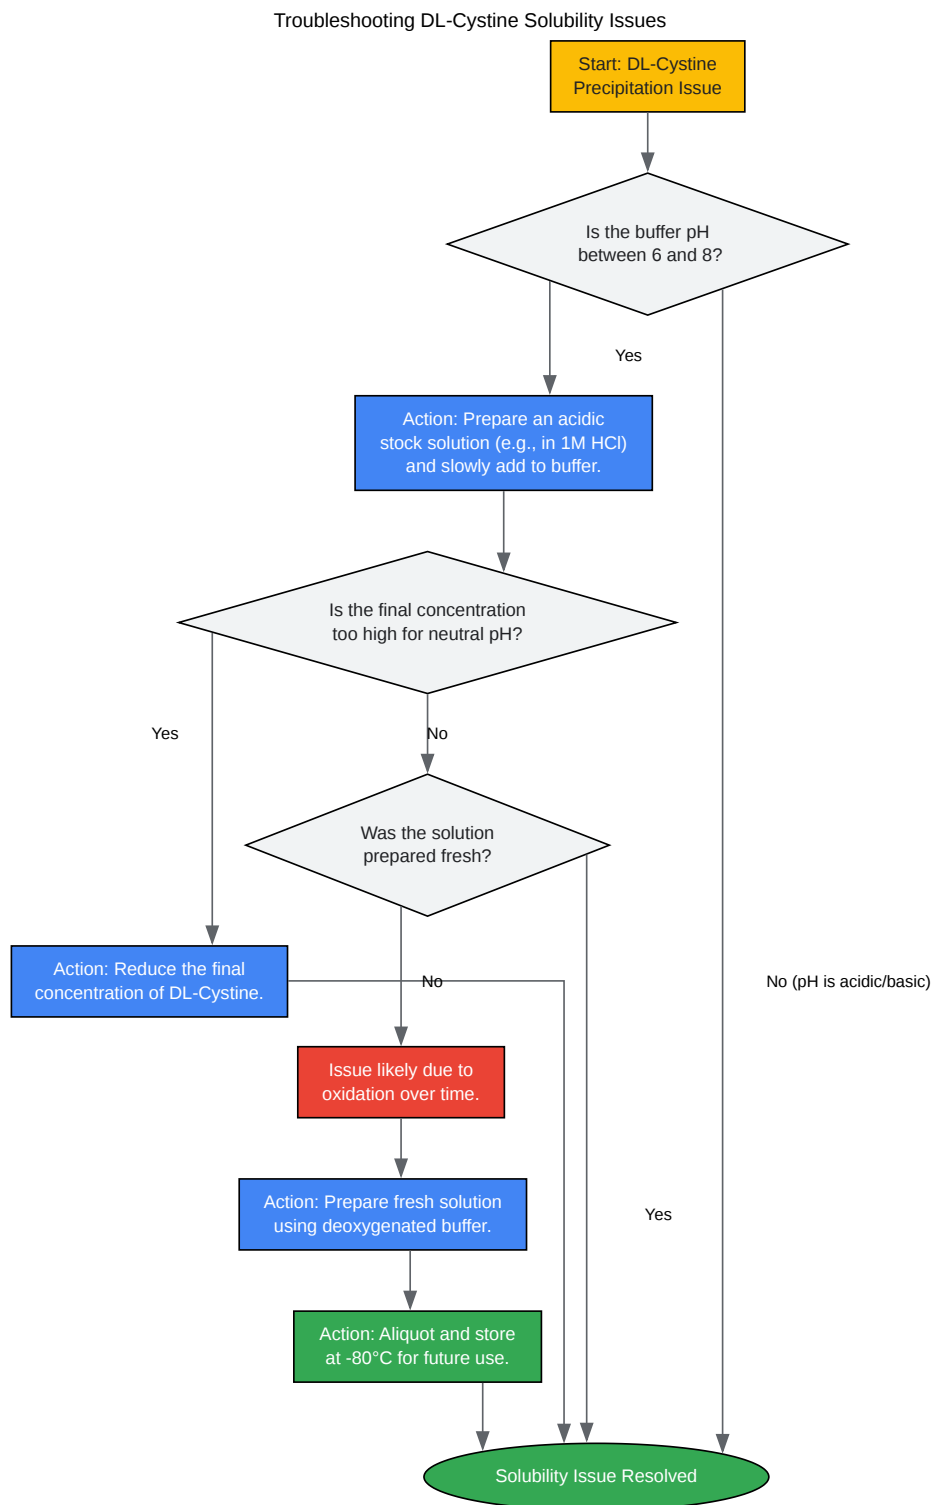 Troubleshooting DL-Cystine Solubility Issues
Start: DL-Cystine
Precipitation Issue
Is the buffer pH
between 6 and 8?
Yes
Action: Prepare an acidic
stock solution (e.g., in 1M HCl)
and slowly add to buffer.
Is the final concentration
too high for neutral pH?
Yes
No
Was the solution
prepared fresh?
Action: Reduce the final
concentration of DL-Cystine.
No
No (pH is acidic/basic)
Issue likely due to
oxidation over time.
Action: Prepare fresh solution
using deoxygenated buffer.
Yes
Action: Aliquot and store
at -80°C for future use.
Solubility Issue Resolved